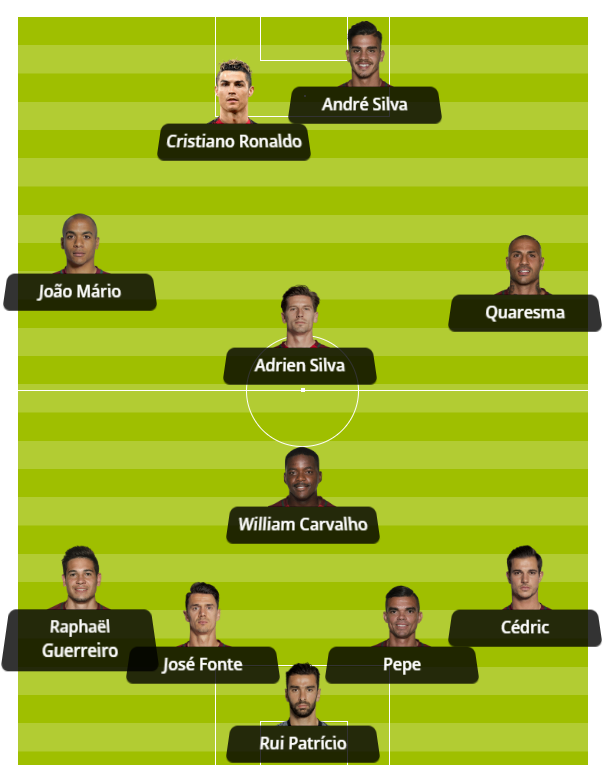 André Silva
Cristiano Ronaldo
João Mário
Quaresma
Adrien Silva
William Carvalho
Raphaël
Guerreiro
Cédric
José Fonte
Pepe
Rui Patrício